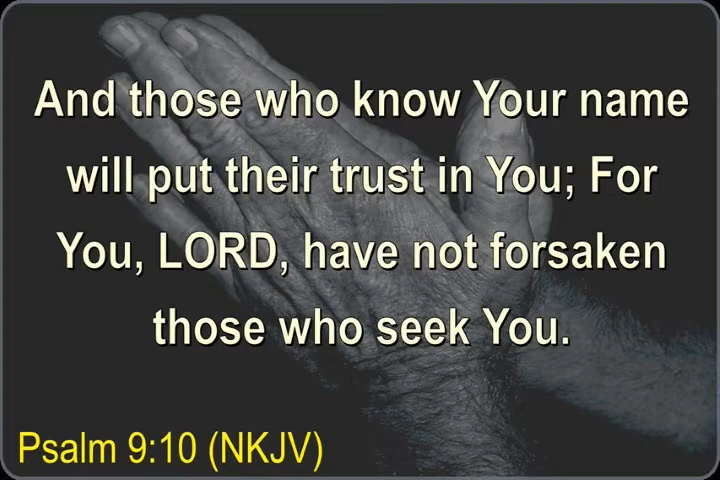 And those who know Your name
will put their trust in You; For
You, LORD, have not forsaken
those who seek You.
Psalm 9:10 (NKJV)